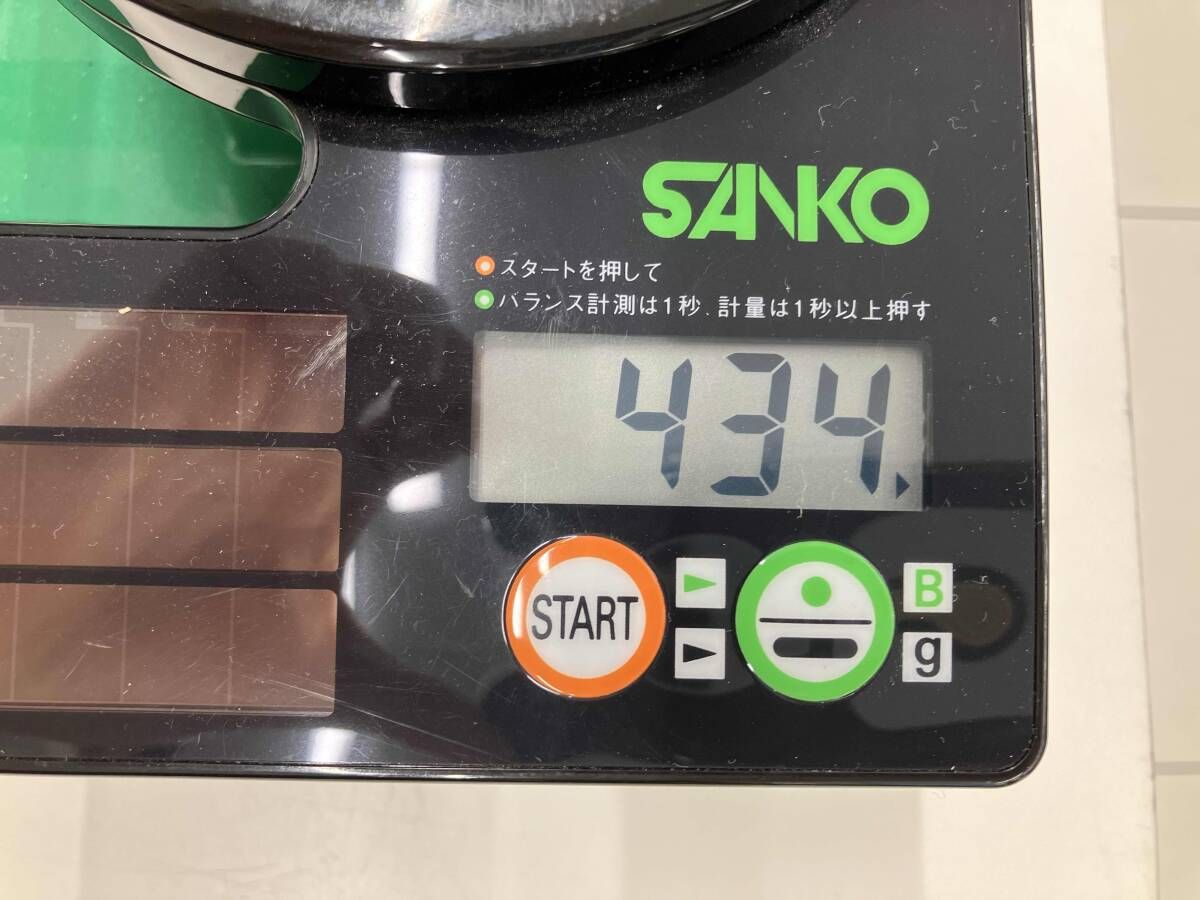 SANKO
スタートを押して
バランス計測は1秒.計量は1秒以上押す
434.
START
B
g